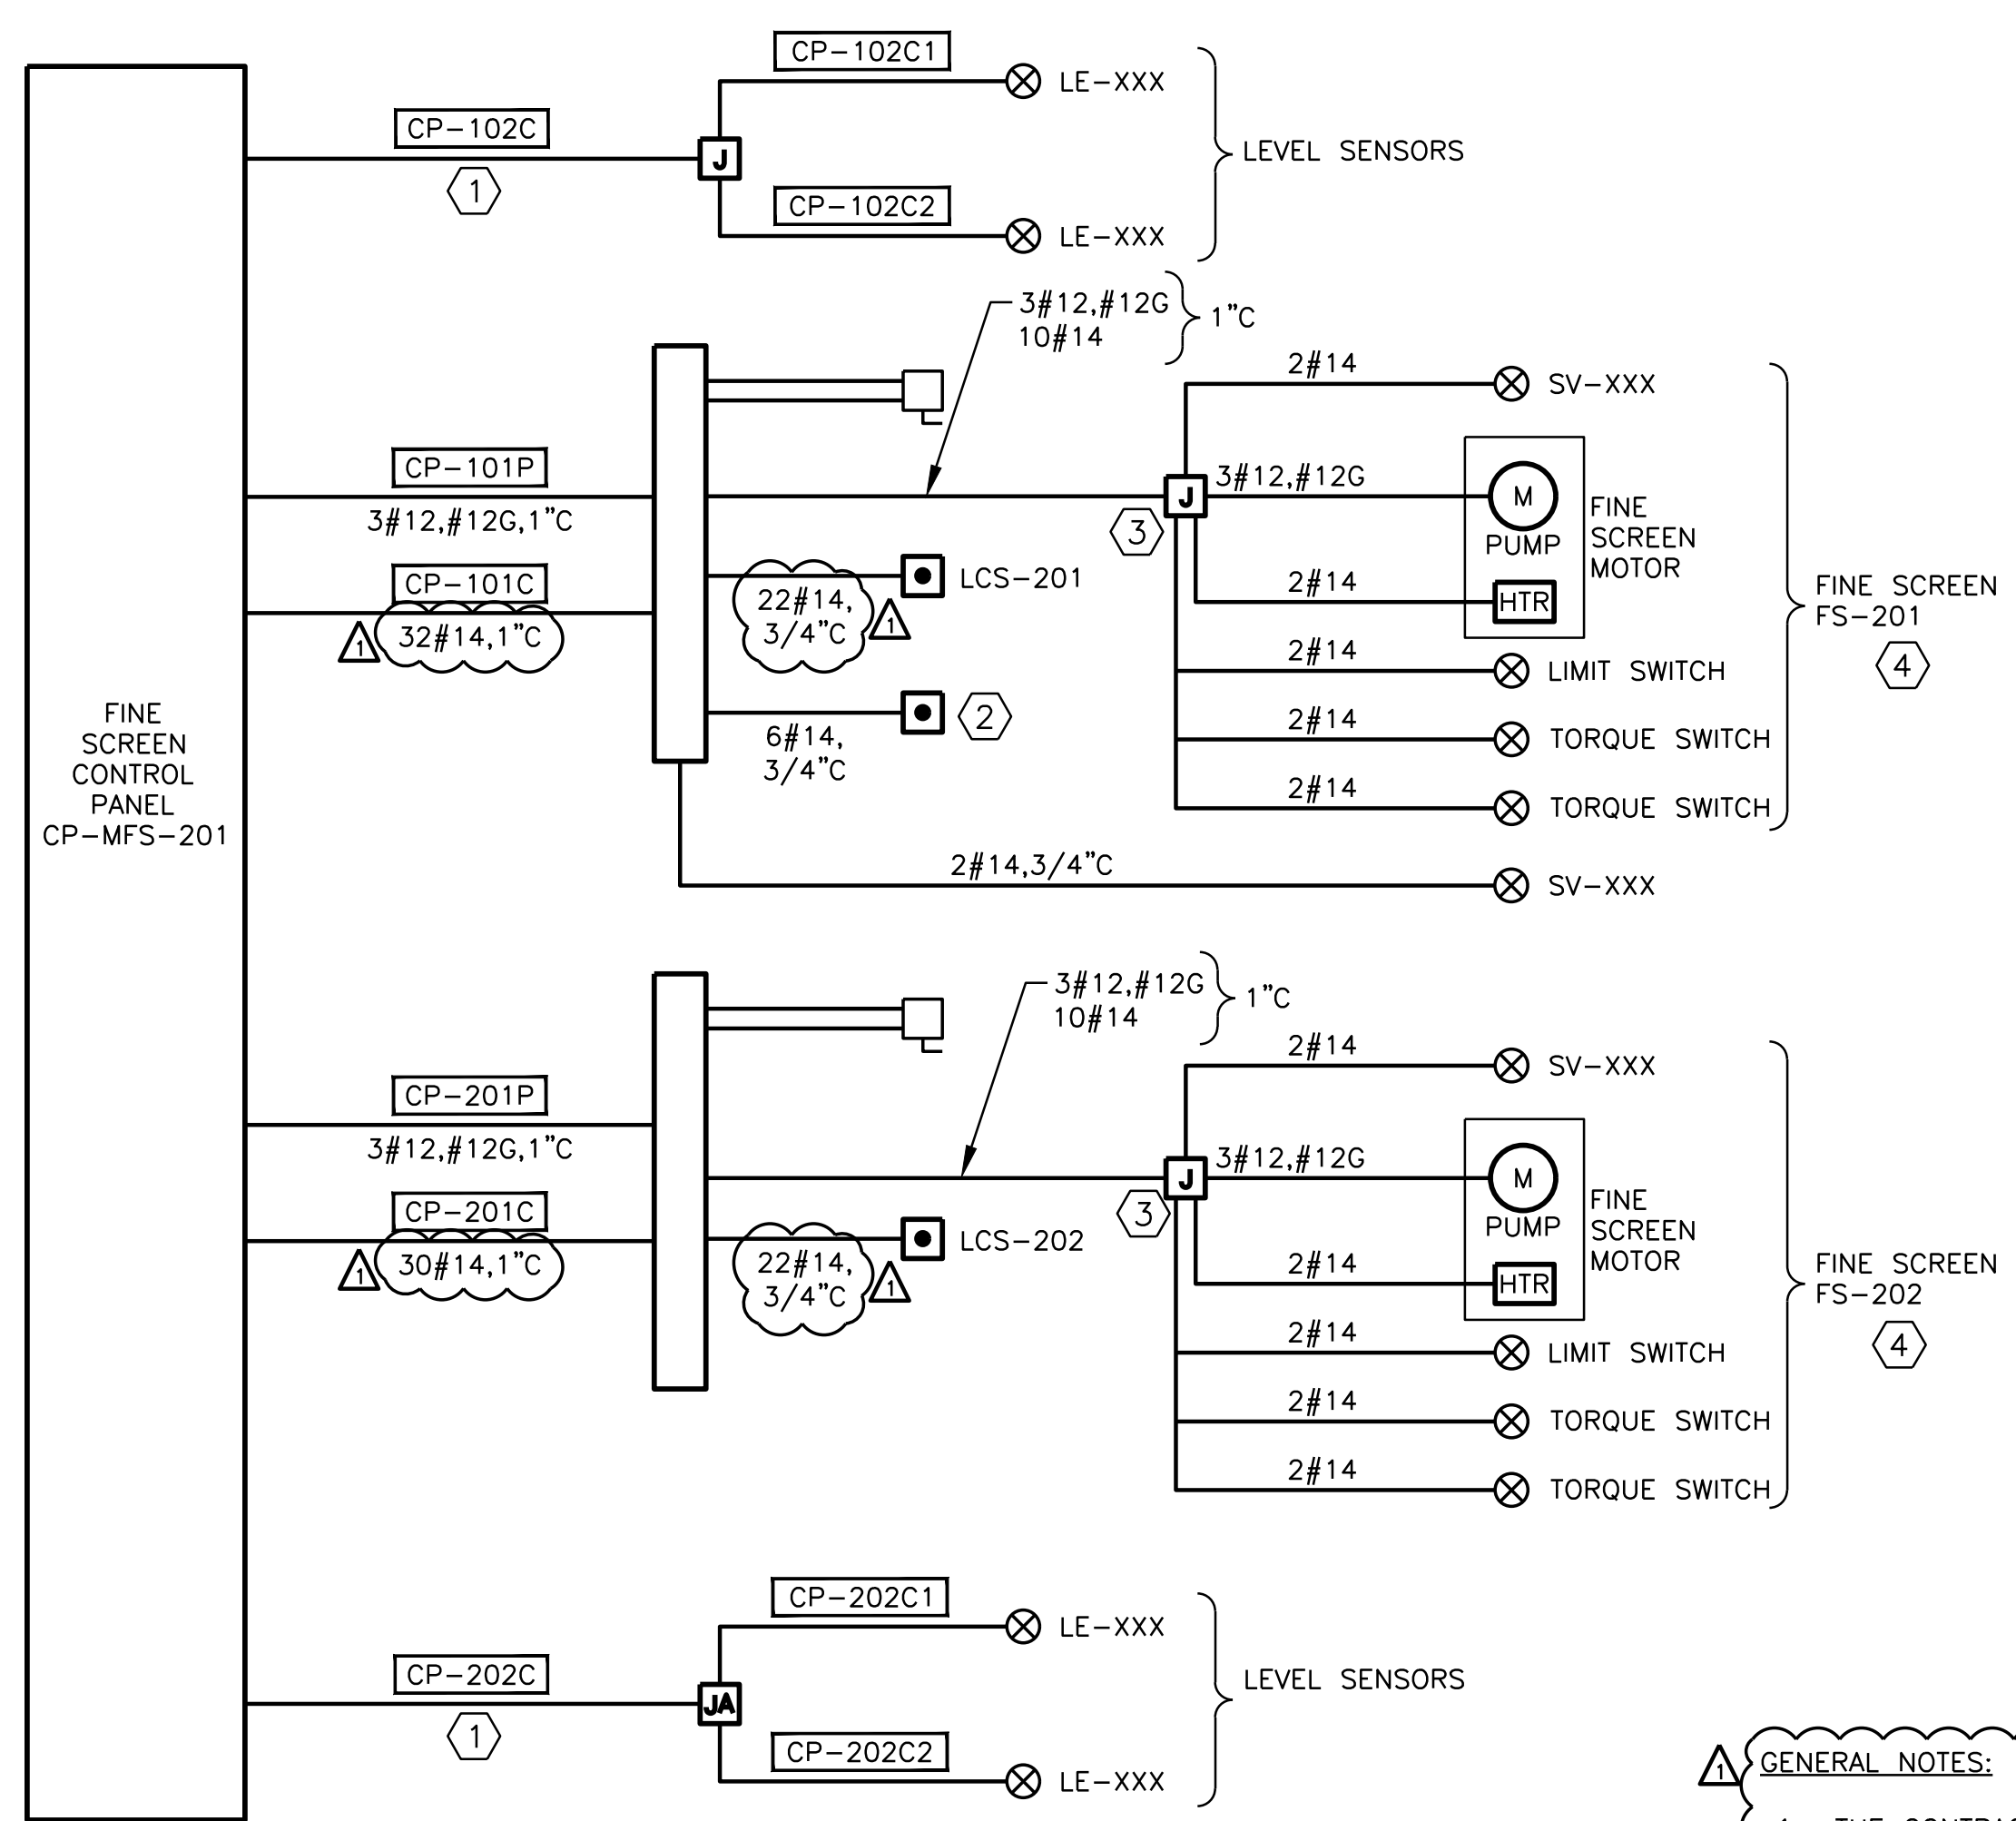 CP-102C1
LE-XXX
CP-102C
J
LEVEL SENSORS
1
CP-102C2
LE-XXX
3#12,#12G
10#14
1"C
2#14
SV-XXX
CP-101P
3#12,#12G,1"C
J
3
3#12,#12G
M
PUMP
FINE
SCREEN
MOTOR
CP-101C
1
32#14,1"C
22#14,
3/4"C
1
LCS-201
2#14
HTR
FINE SCREEN
FS-201
4
2#14
LIMIT SWITCH
6#14,
3/4"C
2
2#14
TORQUE SWITCH
2#14
TORQUE SWITCH
FINE
SCREEN
CONTROL
PANEL
CP-MFS-201
2#14,3/4"C
SV-XXX
3#12,#12G
10#14
1"C
2#14
SV-XXX
CP-201P
3#12,#12G,1"C
J
3
3#12,#12G
M
PUMP
FINE
SCREEN
MOTOR
CP-201C
1
30#14,1"C
22#14,
3/4"C
1
LCS-202
2#14
HTR
FINE SCREEN
FS-202
4
2#14
LIMIT SWITCH
2#14
TORQUE SWITCH
2#14
TORQUE SWITCH
CP-202C1
LE-XXX
CP-202C
JA
LEVEL SENSORS
1
CP-202C2
LE-XXX
1
GENERAL NOTES: